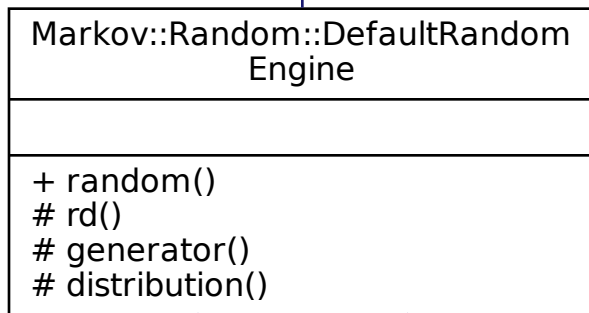 Markov::Random::DefaultRandom
Engine
+ random()
# rd()
# generator()
# distribution()